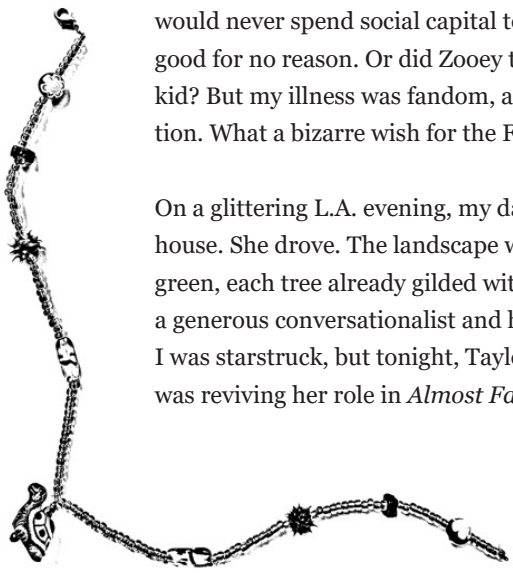 would never spend social capital t
good for no reason. Or did Zooey t
kid? But my illness was fandom, a
tion. What a bizarre wish for the
On a glittering L.A. evening, my da
house. She drove. The landscape
green, each tree already gilded wit
a generous conversationalist and
I was starstruck, but tonight, Taylo
was reviving her role in Almost Fa